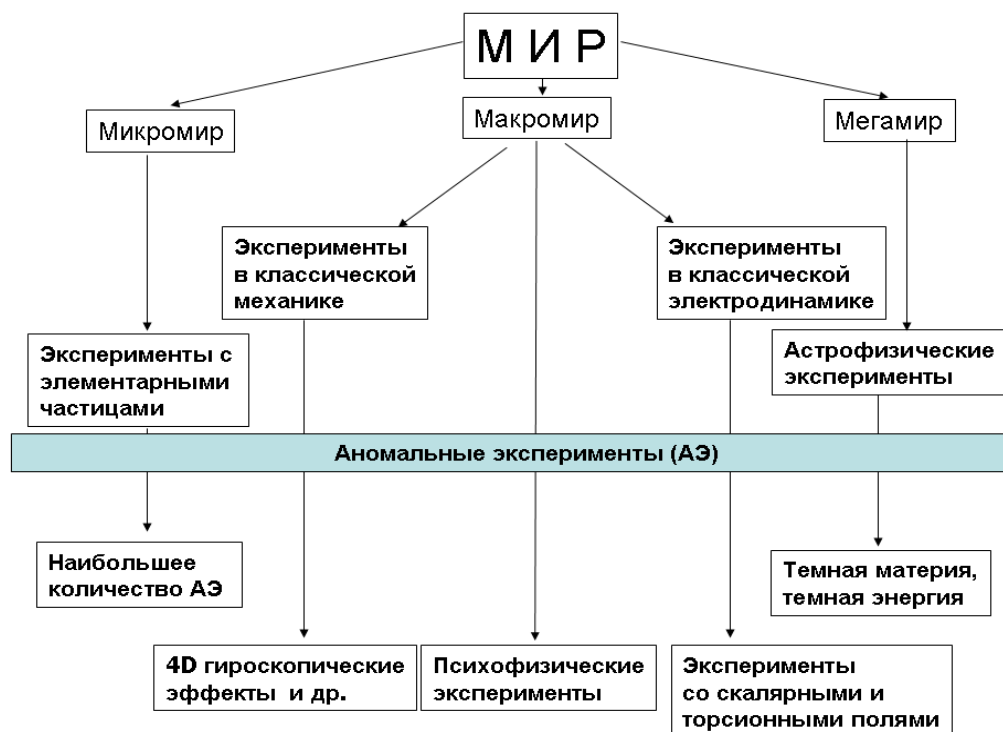 М И Р
Микромир
Макромир
Мегамир
Эксперименты
в классической
механике
Эксперименты
в классической
электродинамике
Эксперименты с
элементарными
частицами
Астрофизические
эксперименты
Аномальные эксперименты (АЭ)
Наибольшее
количество АЭ
Темная материя,
темная энергия
4D гироскопические
эффекты и др.
Психофизические
эксперименты
Эксперименты
со скалярными и
торсионными полями